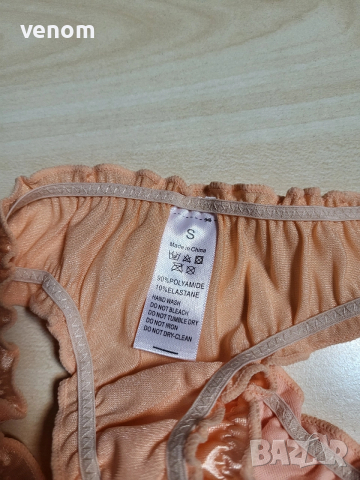 venom
S
Made in China
90%POLYAMIDE
10%ELASTANE
HAND WASH
DO NOT BLEACH
DO NOT TUMBLE DRY
DO NOT IRON
DO NOT DRY-CLEAN
BAZAR
bg